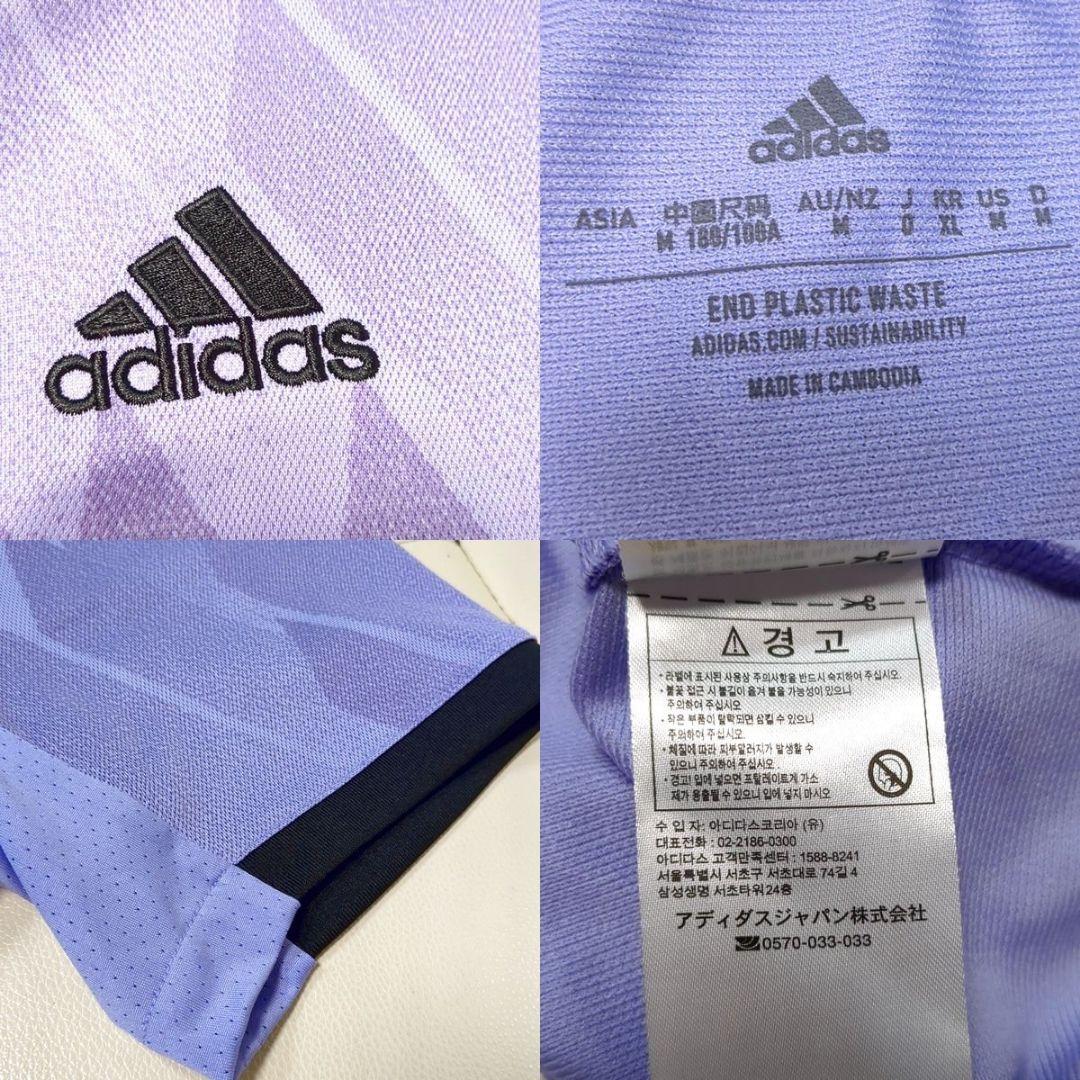 adidas
adidas
ASIA 中国尺码 AU/NZ J KR US D
M 180/100A M O XL M M
END PLASTIC WASTE
ADIDAS.COM / SUSTAINABILITY
MADE IN CAMBODIA
경 고
· 라벨에 표시된 사용상 주의사항을 반드시 숙지하여 주십시오.
· 불꽃 접근 시 불길이 옮겨 붙을 가능성이 있으니
주의하여 주십시오
· 작은 부품이 탈락되면 삼킬 수 있으니
주의하여 주십시오.
· 체질에 따라 피부알러지가 발생할 수
있으니 주의하여 주십시오
· 경고! 입에 넣으면 프탈레이트계 가소
제가 용출될 수 있으니 입에 넣지 마시오
수 입 자: 아디다스코리아 (유)
대표전화 : 02-2186-0300
아디다스 고객만족센터 : 1588-8241
서울특별시 서초구 서초대로 74길 4
삼성생명 서초타워 24층
アディダスジャパン株式会社
0570-033-033